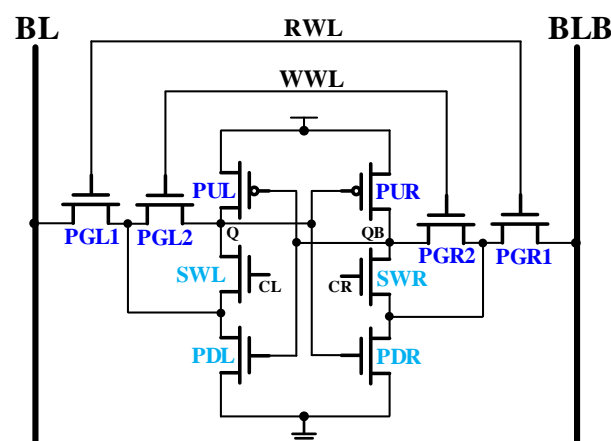 BL BLB
RWL
WWL
PUL PUR
PGL1 PGL2 Q QB PGR2 PGR1
SWL CL CR SWR
PDL PDR